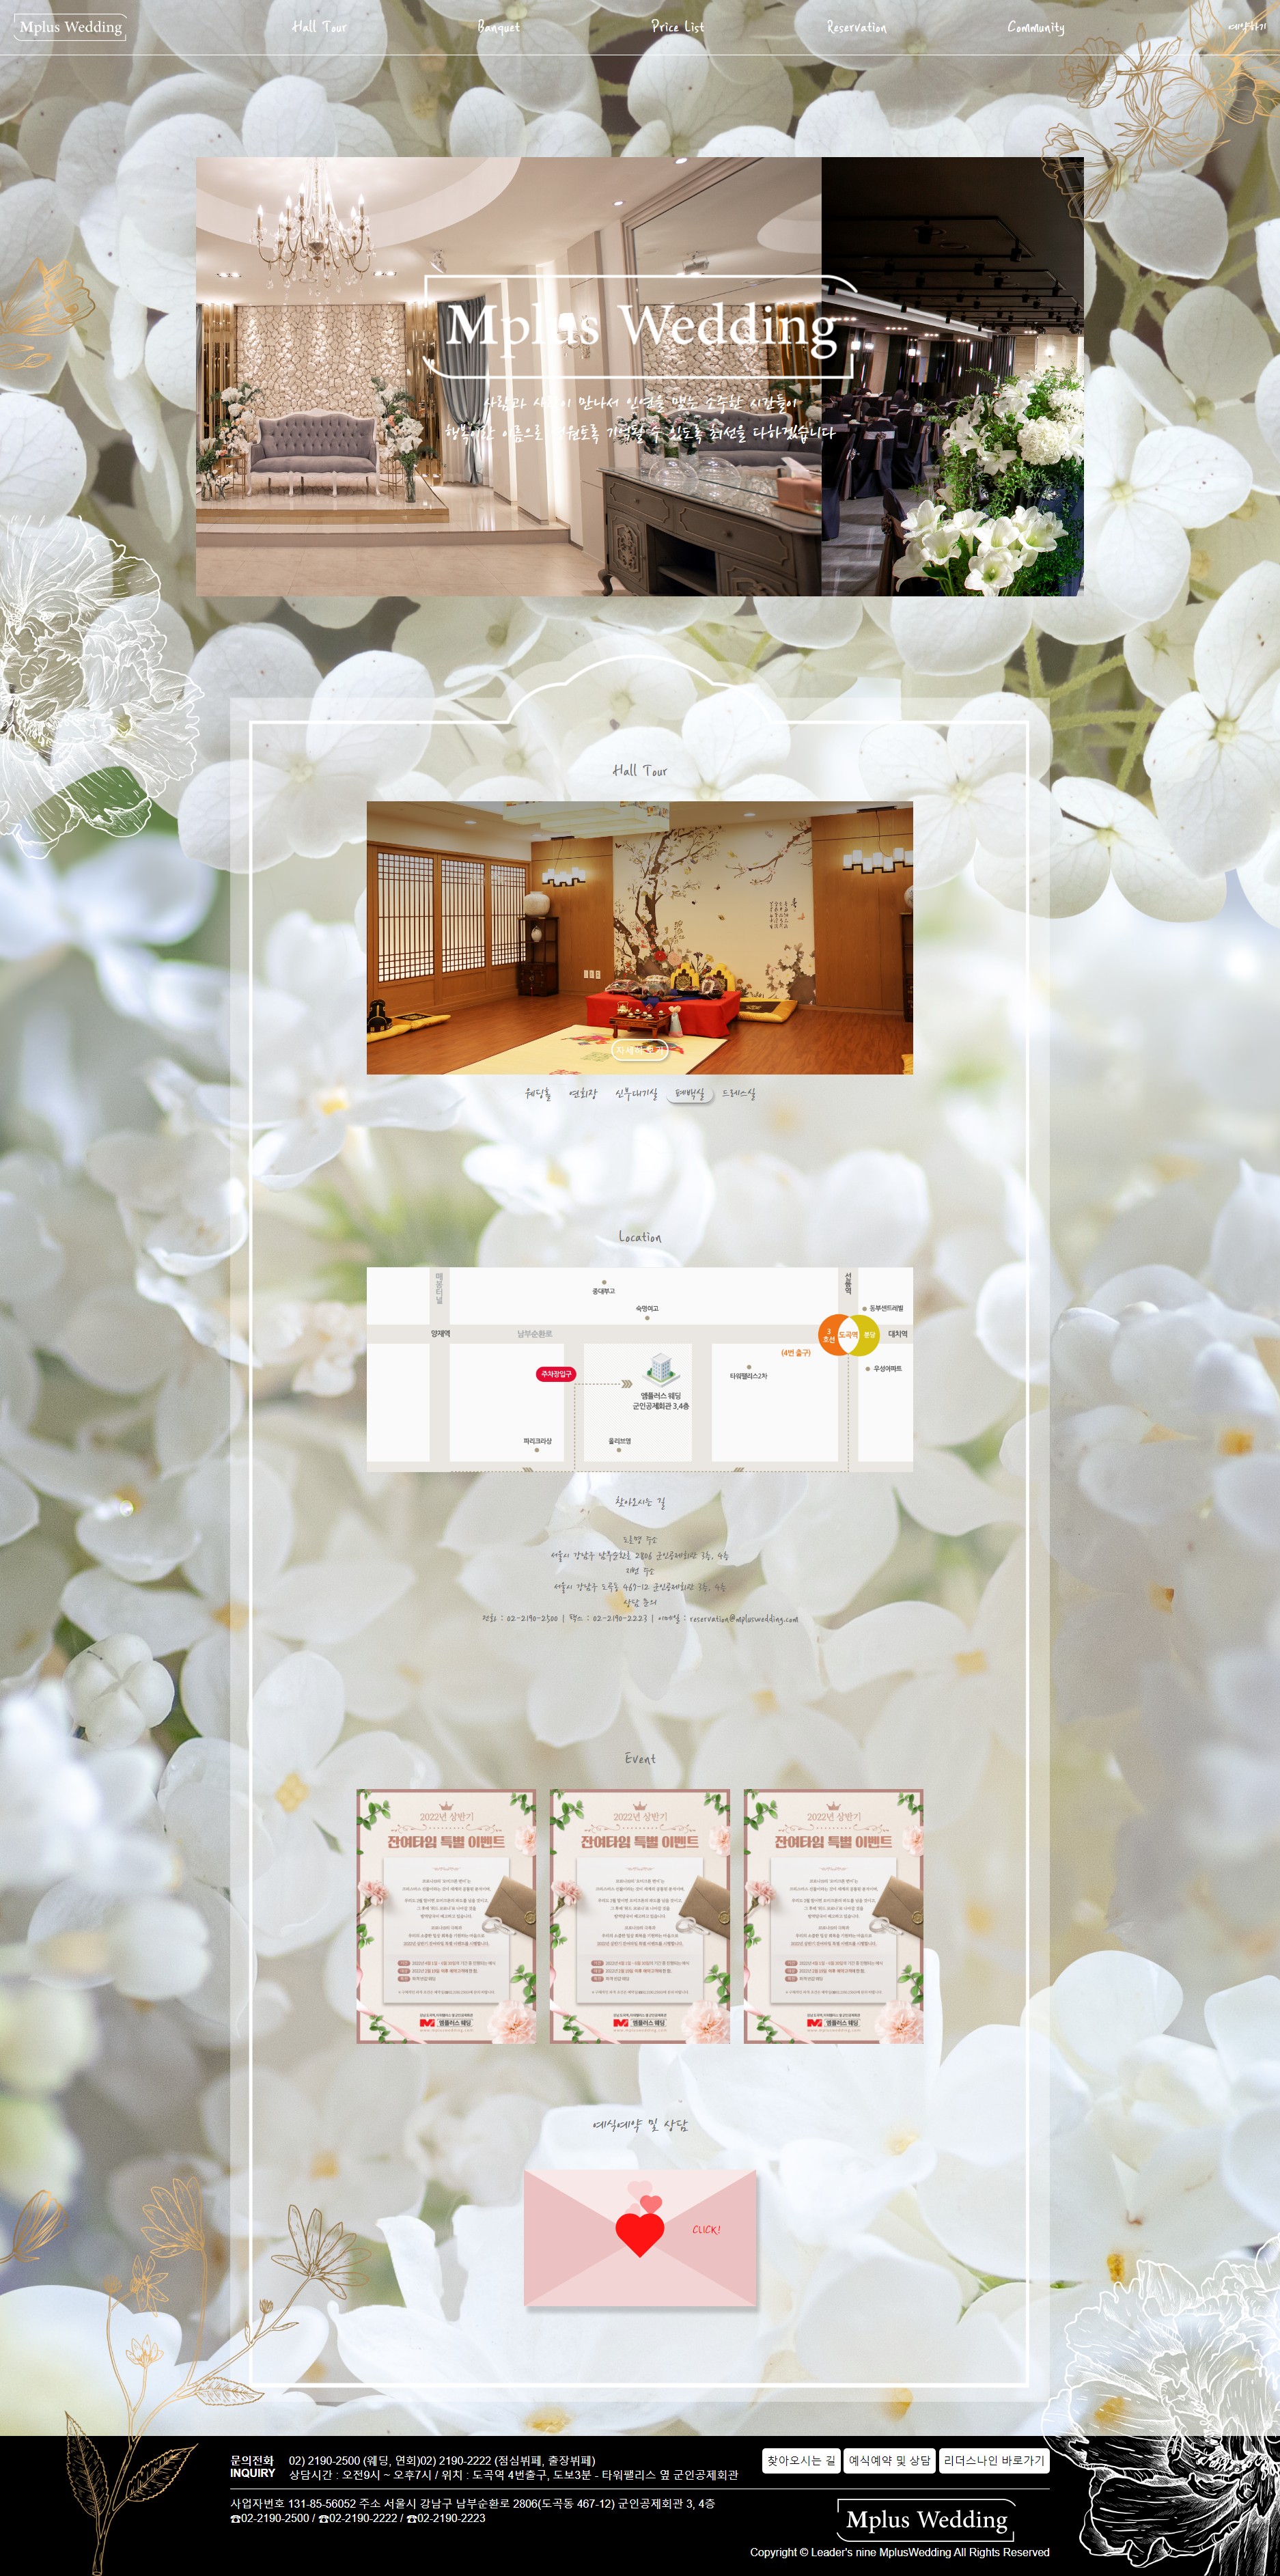 Mplus Wedding
Hall Tour
Banquet
Price List
Reservation
Community
예약하기
Mplus Wedding
사람과 사람이 만나서 인연을 맺는 소중한 시간들이
행복이란 이름으로 영원토록 기억될 수 있도록 최선을 다하겠습니다
Hall Tour
자세히 보기
웨딩홀 연회장 신부대기실 폐백실 드레스실
Location
매봉터널
선릉역
중대부고
숙명여고
동부센트레빌
양재역
남부순환로
3호선
도곡역
분당
대치역
(4번 출구)
주차장입구
타워팰리스2차
우성아파트
엠플러스 웨딩
군인공제회관 3,4층
파리크라상
올리브영
찾아오시는 길
도로명 주소
서울시 강남구 남부순환로 2806 군인공제회관 3층, 4층
지번 주소
서울시 강남구 도곡동 467-12 군인공제회관 3층, 4층
상담 문의
전화 : 02-2190-2500 | 팩스 : 02-2190-2223 | 이메일 : reservation@mpluswedding.com
Event
2022년 상반기
잔여타임 특별 이벤트
엠플러스 웨딩
www.mpluswedding.com
2022년 상반기
잔여타임 특별 이벤트
엠플러스 웨딩
www.mpluswedding.com
2022년 상반기
잔여타임 특별 이벤트
엠플러스 웨딩
www.mpluswedding.com
예식예약 및 상담
CLICK!
문의전화 02) 2190-2500 (웨딩, 연회)02) 2190-2222 (점심뷔페, 출장뷔페)
INQUIRY 상담시간 : 오전9시 ~ 오후7시 / 위치 : 도곡역 4번출구, 도보3분 - 타워팰리스 옆 군인공제회관
찾아오시는 길
예식예약 및 상담
리더스나인 바로가기
사업자번호 131-85-56052 주소 서울시 강남구 남부순환로 2806(도곡동 467-12) 군인공제회관 3, 4층
☎02-2190-2500 / ☎02-2190-2222 / ☎02-2190-2223
Mplus Wedding
Copyright © Leader's nine MplusWedding All Rights Reserved